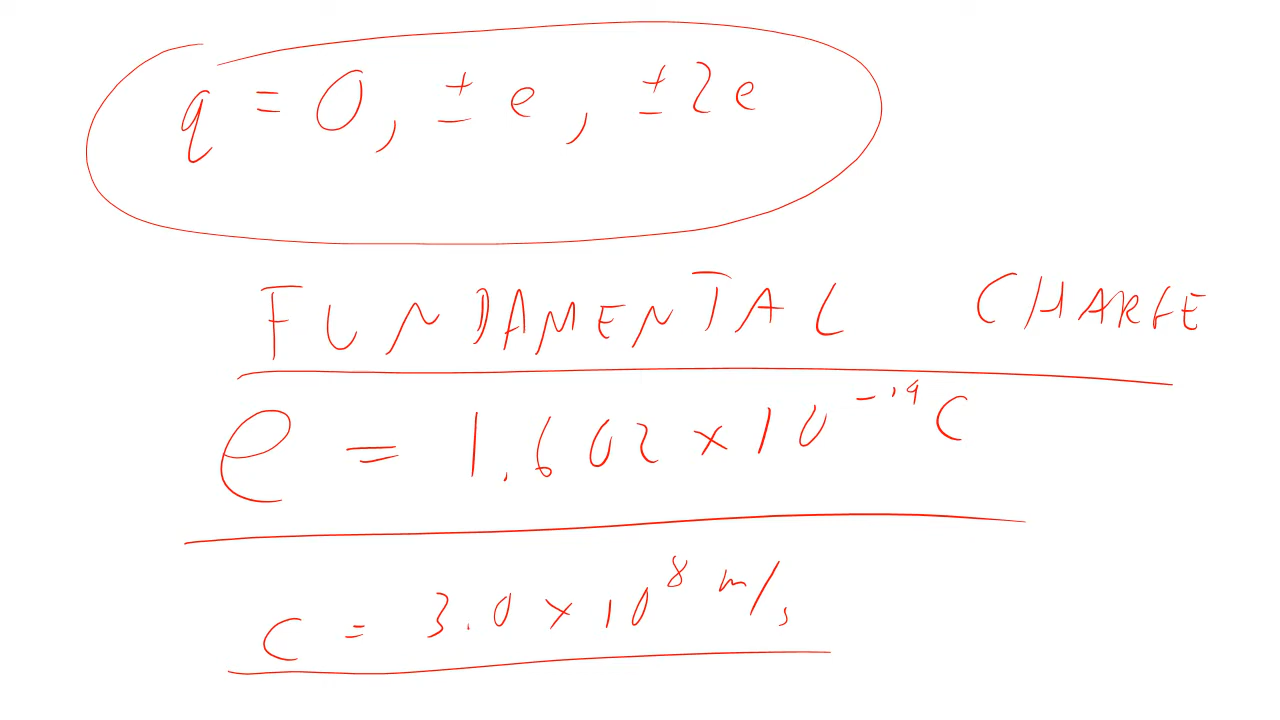 q = 0, ± e, ± 2e
FUNDAMENTAL CHARGE
e = 1.602 × 10⁻¹⁹ C
c = 3.0 × 10⁸ m/s